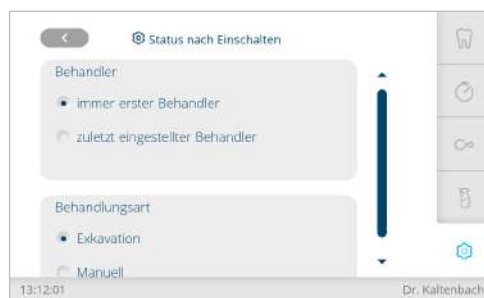 Status nach Einschalten
Behandler
immer erster Behandler
zuletzt eingestellter Behandler
Behandlungsart
Exkavation
Manuell
13:12:01
Dr. Kaltenbach